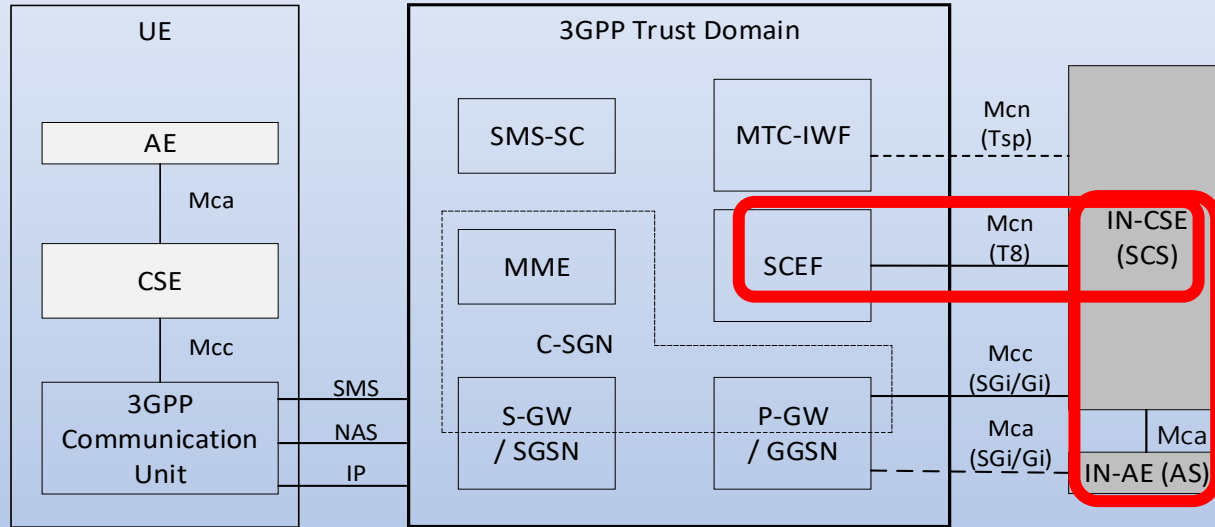 UE
AE
Mca
CSE
Mcc
3GPP
Communication
Unit
SMS
NAS
IP
3GPP Trust Domain
SMS-SC
MTC-IWF
MME
SCEF
C-SGN
S-GW
/ SGSN
P-GW
/ GGSN
Mcn
(Tsp)
Mcn
(T8)
Mcc
(SGi/Gi)
Mca
(SGi/Gi)
IN-CSE
(SCS)
Mca
IN-AE (AS)